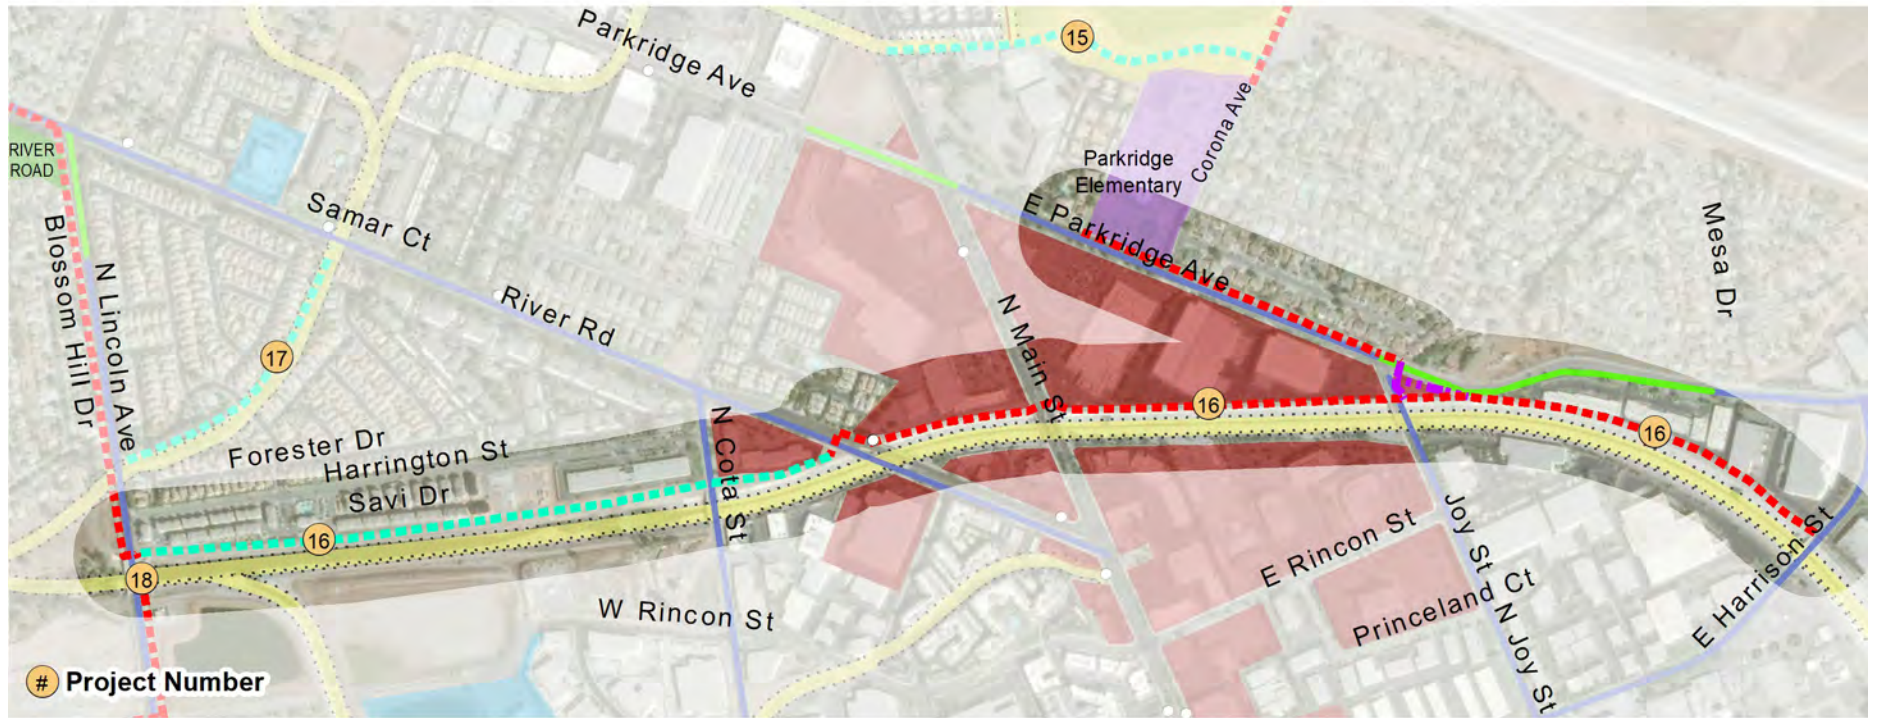 Parkridge Ave
15
RIVER
ROAD
Parkridge
Elementary
Corona Ave
Samar Ct
E Parkridge Ave
Mesa Dr
Blossom Hill Dr
N Lincoln Ave
River Rd
N Main St
17
16
N Cota St
16
Forester Dr
Harrington St
Savi Dr
16
18
Joy St
E Rincon St
E Harrison St
W Rincon St
Princeland Ct
N Joy St
# Project Number